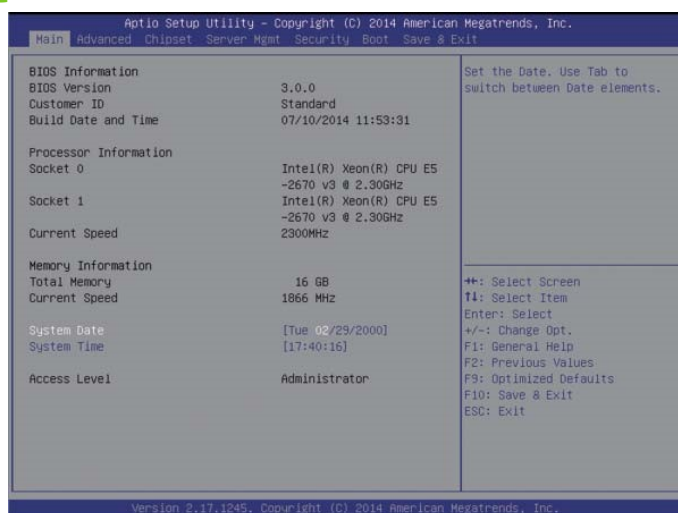 Aptio Setup Utility – Copyright (C) 2014 American Megatrends, Inc.
Main Advanced Chipset Server Mgmt Security Boot Save & Exit
BIOS Information
BIOS Version 3.0.0
Customer ID Standard
Build Date and Time 07/10/2014 11:53:31
Processor Information
Socket 0 Intel(R) Xeon(R) CPU E5
-2670 v3 @ 2.30GHz
Socket 1 Intel(R) Xeon(R) CPU E5
-2670 v3 @ 2.30GHz
Current Speed 2300MHz
Memory Information
Total Memory 16 GB
Current Speed 1866 MHz
System Date [Tue 02/29/2000]
System Time [17:40:16]
Access Level Administrator
Set the Date. Use Tab to
switch between Date elements.
→←: Select Screen
↑↓: Select Item
Enter: Select
+/-: Change Opt.
F1: General Help
F2: Previous Values
F9: Optimized Defaults
F10: Save & Exit
ESC: Exit
Version 2.17.1245. Copyright (C) 2014 American Megatrends, Inc.